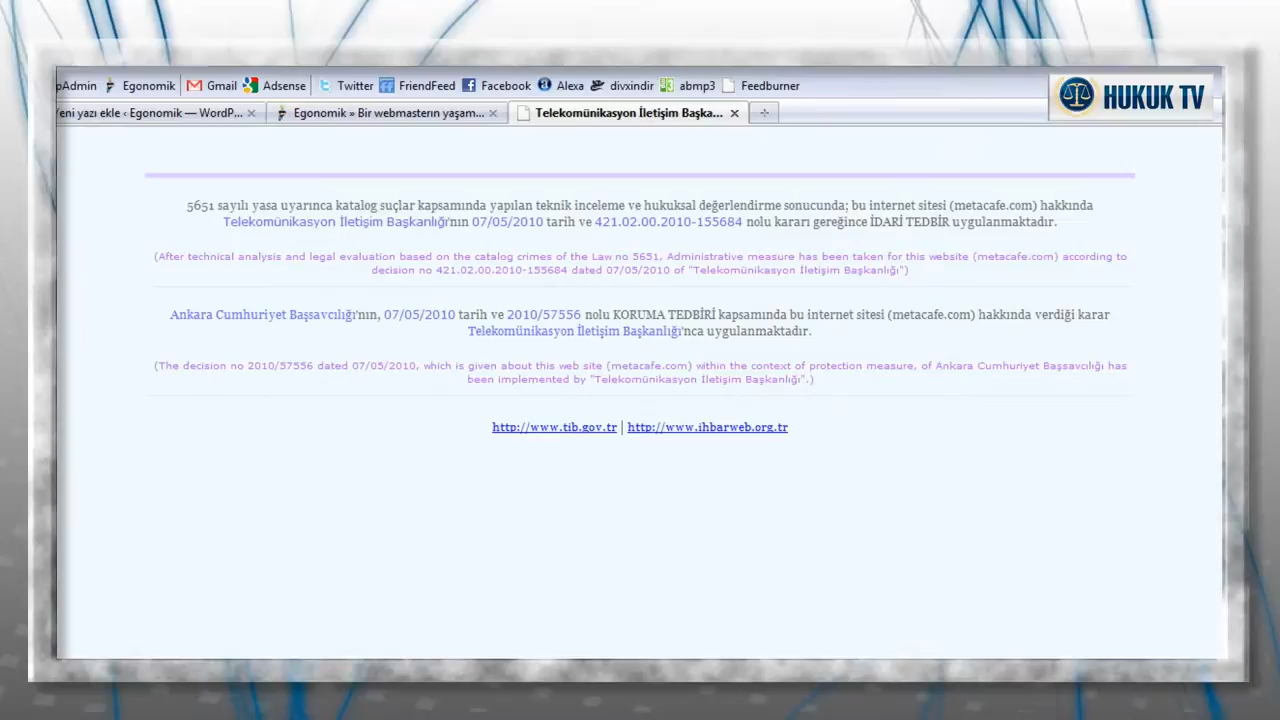 pAdmin Egonomik Gmail Adsense Twitter FriendFeed Facebook Alexa divxindir abmp3 Feedburner
HUKUK TV
Yeni yazı ekle ‹ Egonomik — WordP... Egonomik » Bir webmasterın yaşam... Telekomünikasyon İletişim Başka...
5651 sayılı yasa uyarınca katalog suçlar kapsamında yapılan teknik inceleme ve hukuksal değerlendirme sonucunda; bu internet sitesi (metacafe.com) hakkında
Telekomünikasyon İletişim Başkanlığı'nın 07/05/2010 tarih ve 421.02.00.2010-155684 nolu kararı gereğince İDARİ TEDBİR uygulanmaktadır.
(After technical analysis and legal evaluation based on the catalog crimes of the Law no 5651, Administrative measure has been taken for this website (metacafe.com) according to
decision no 421.02.00.2010-155684 dated 07/05/2010 of "Telekomünikasyon İletişim Başkanlığı")
Ankara Cumhuriyet Başsavcılığı'nın, 07/05/2010 tarih ve 2010/57556 nolu KORUMA TEDBİRİ kapsamında bu internet sitesi (metacafe.com) hakkında verdiği karar
Telekomünikasyon İletişim Başkanlığı'nca uygulanmaktadır.
(The decision no 2010/57556 dated 07/05/2010, which is given about this web site (metacafe.com) within the context of protection measure, of Ankara Cumhuriyet Başsavcılığı has
been implemented by "Telekomünikasyon İletişim Başkanlığı".)
http://www.tib.gov.tr | http://www.ihbarweb.org.tr